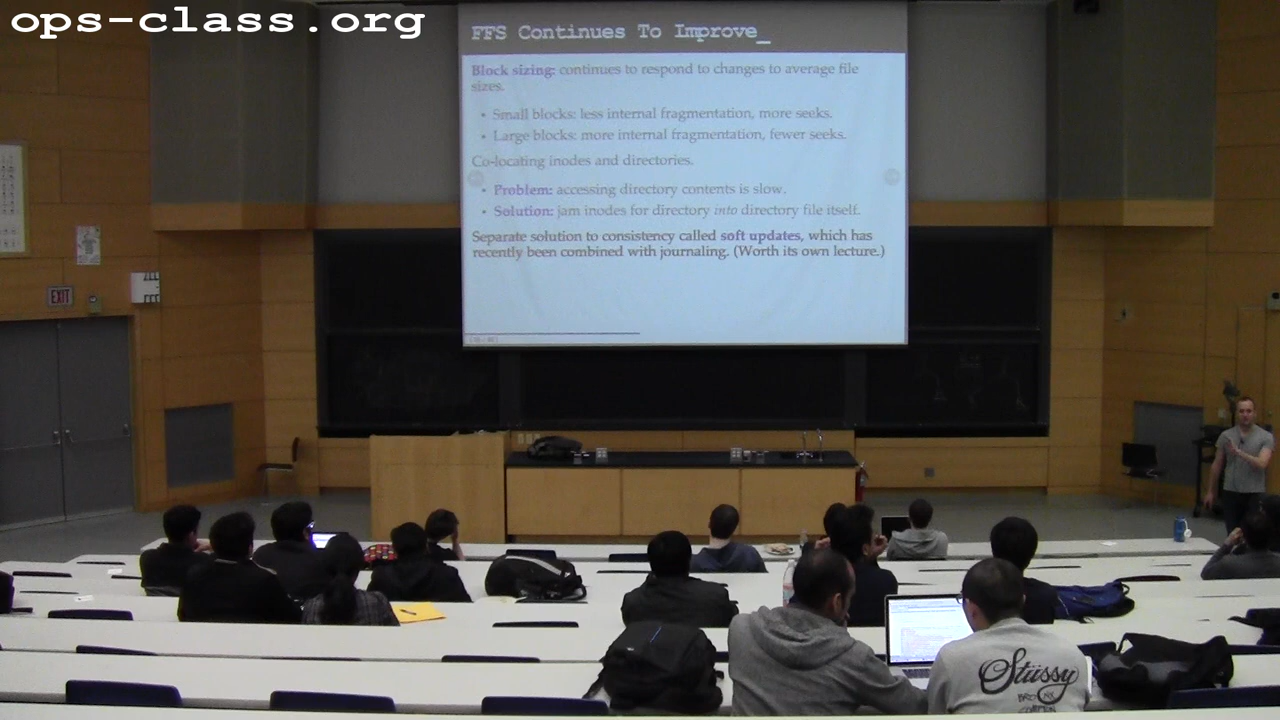 ops-class.org
FFS Continues To Improve_
Block sizing: continues to respond to changes to average file
sizes.
• Small blocks: less internal fragmentation, more seeks.
• Large blocks: more internal fragmentation, fewer seeks.
Co-locating inodes and directories.
• Problem: accessing directory contents is slow.
• Solution: jam inodes for directory into directory file itself.
Separate solution to consistency called soft updates, which has
recently been combined with journaling. (Worth its own lecture.)
EXIT
Stüssy